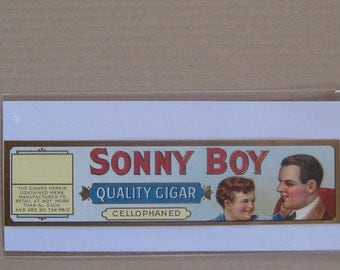 SONNY BOY
QUALITY CIGAR
CELLOPHANED
THE CIGARS HEREIN
CONTAINED WERE
MANUFACTURED TO
RETAIL AT NOT MORE
THAN 5¢ EACH
AND ARE SO TAX-PAID